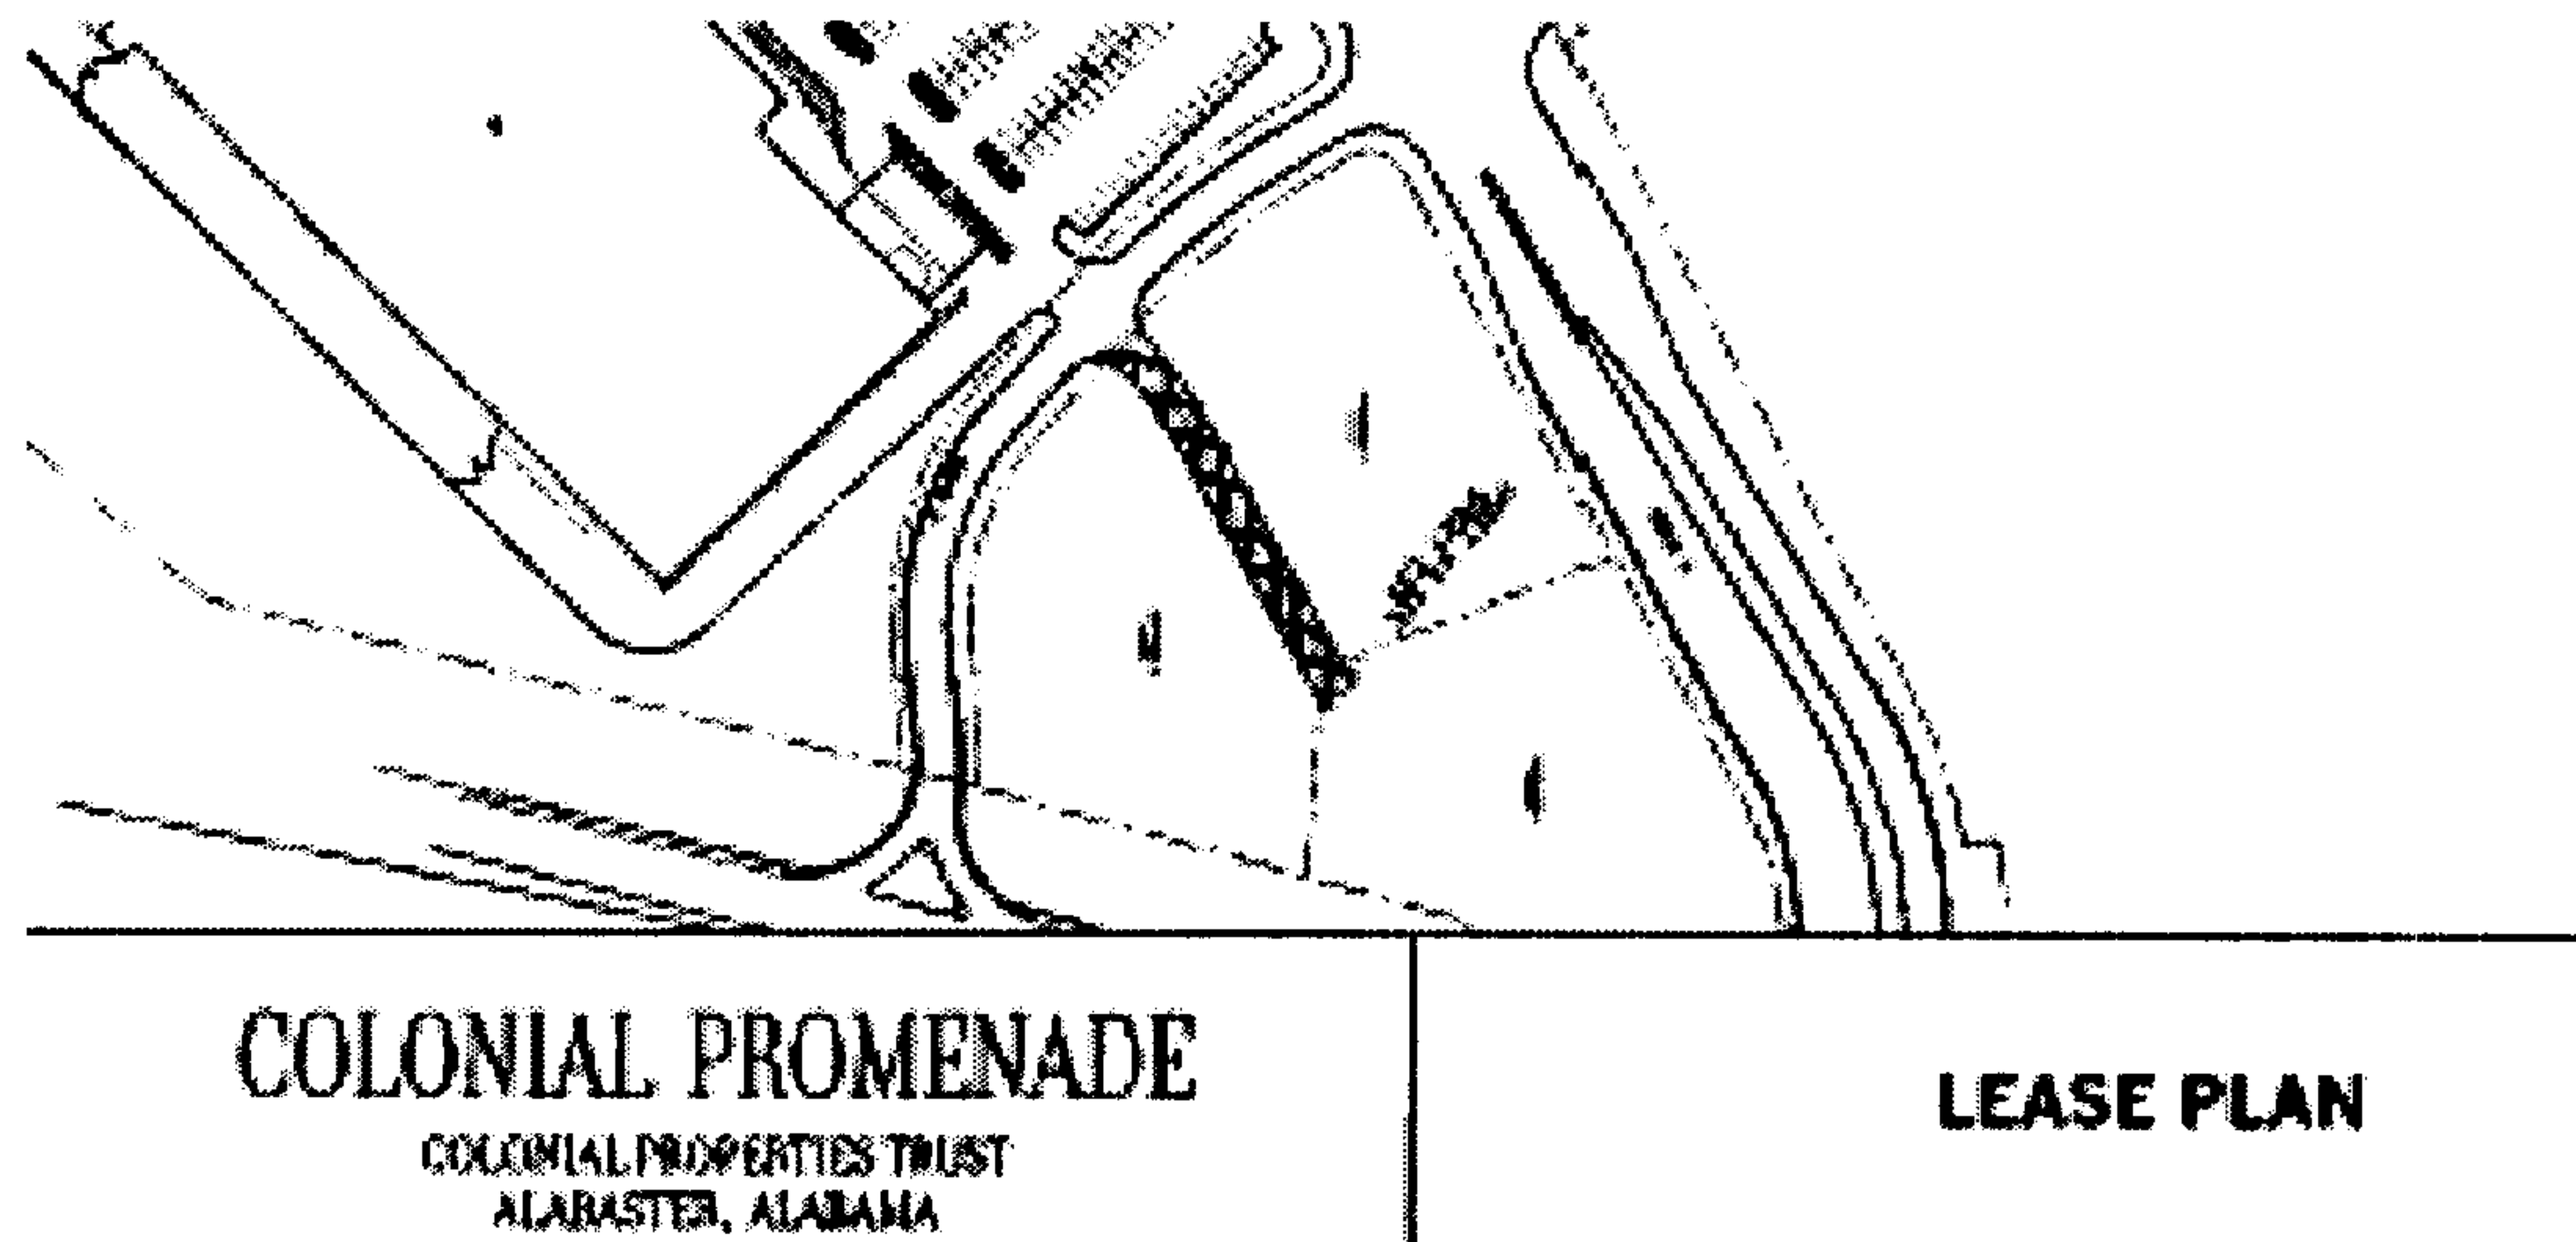 COLONIAL PROMENADE
COLONIAL PROPERTIES TRUST
ALABASTER, ALABAMA
LEASE PLAN